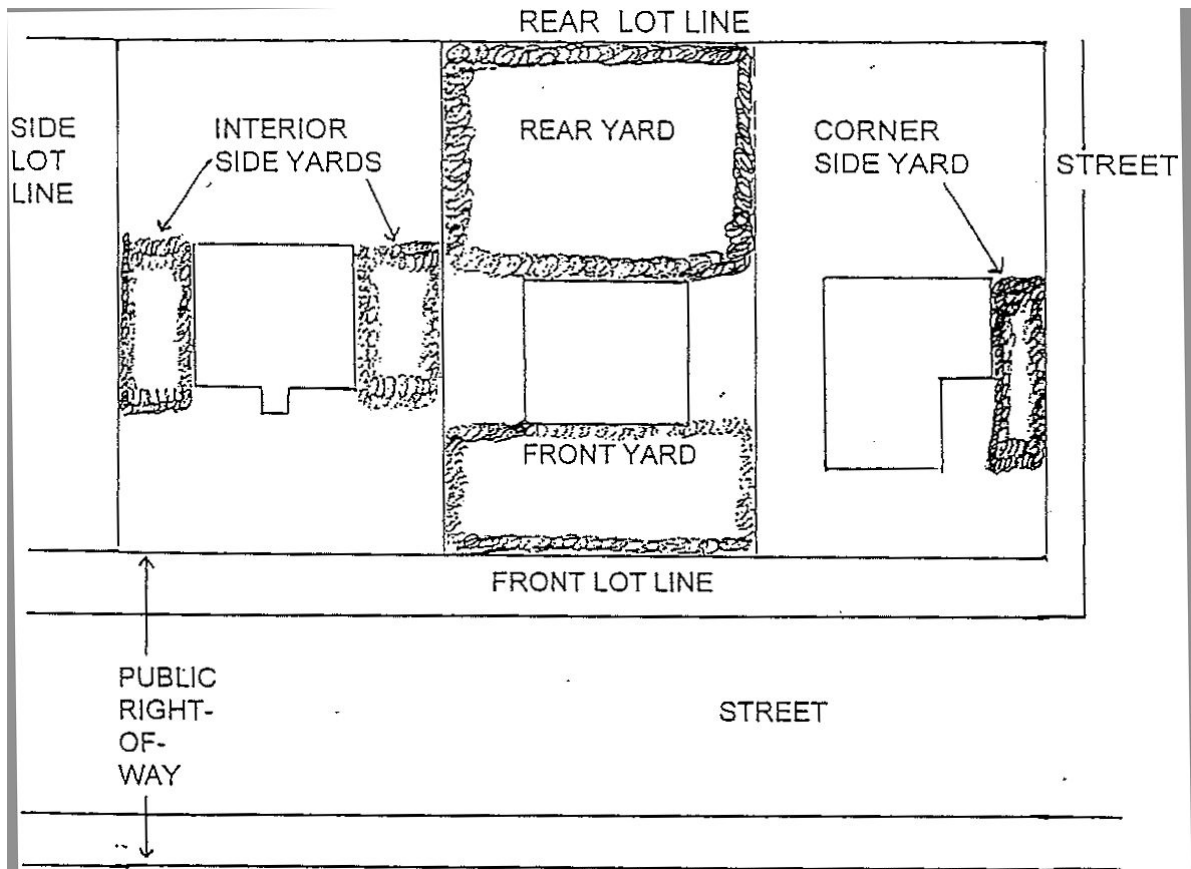 REAR LOT LINE
SIDE
LOT
LINE
INTERIOR
SIDE YARDS
REAR YARD
CORNER
SIDE YARD
STREET
FRONT YARD
FRONT LOT LINE
PUBLIC
RIGHT-
OF-
WAY
STREET